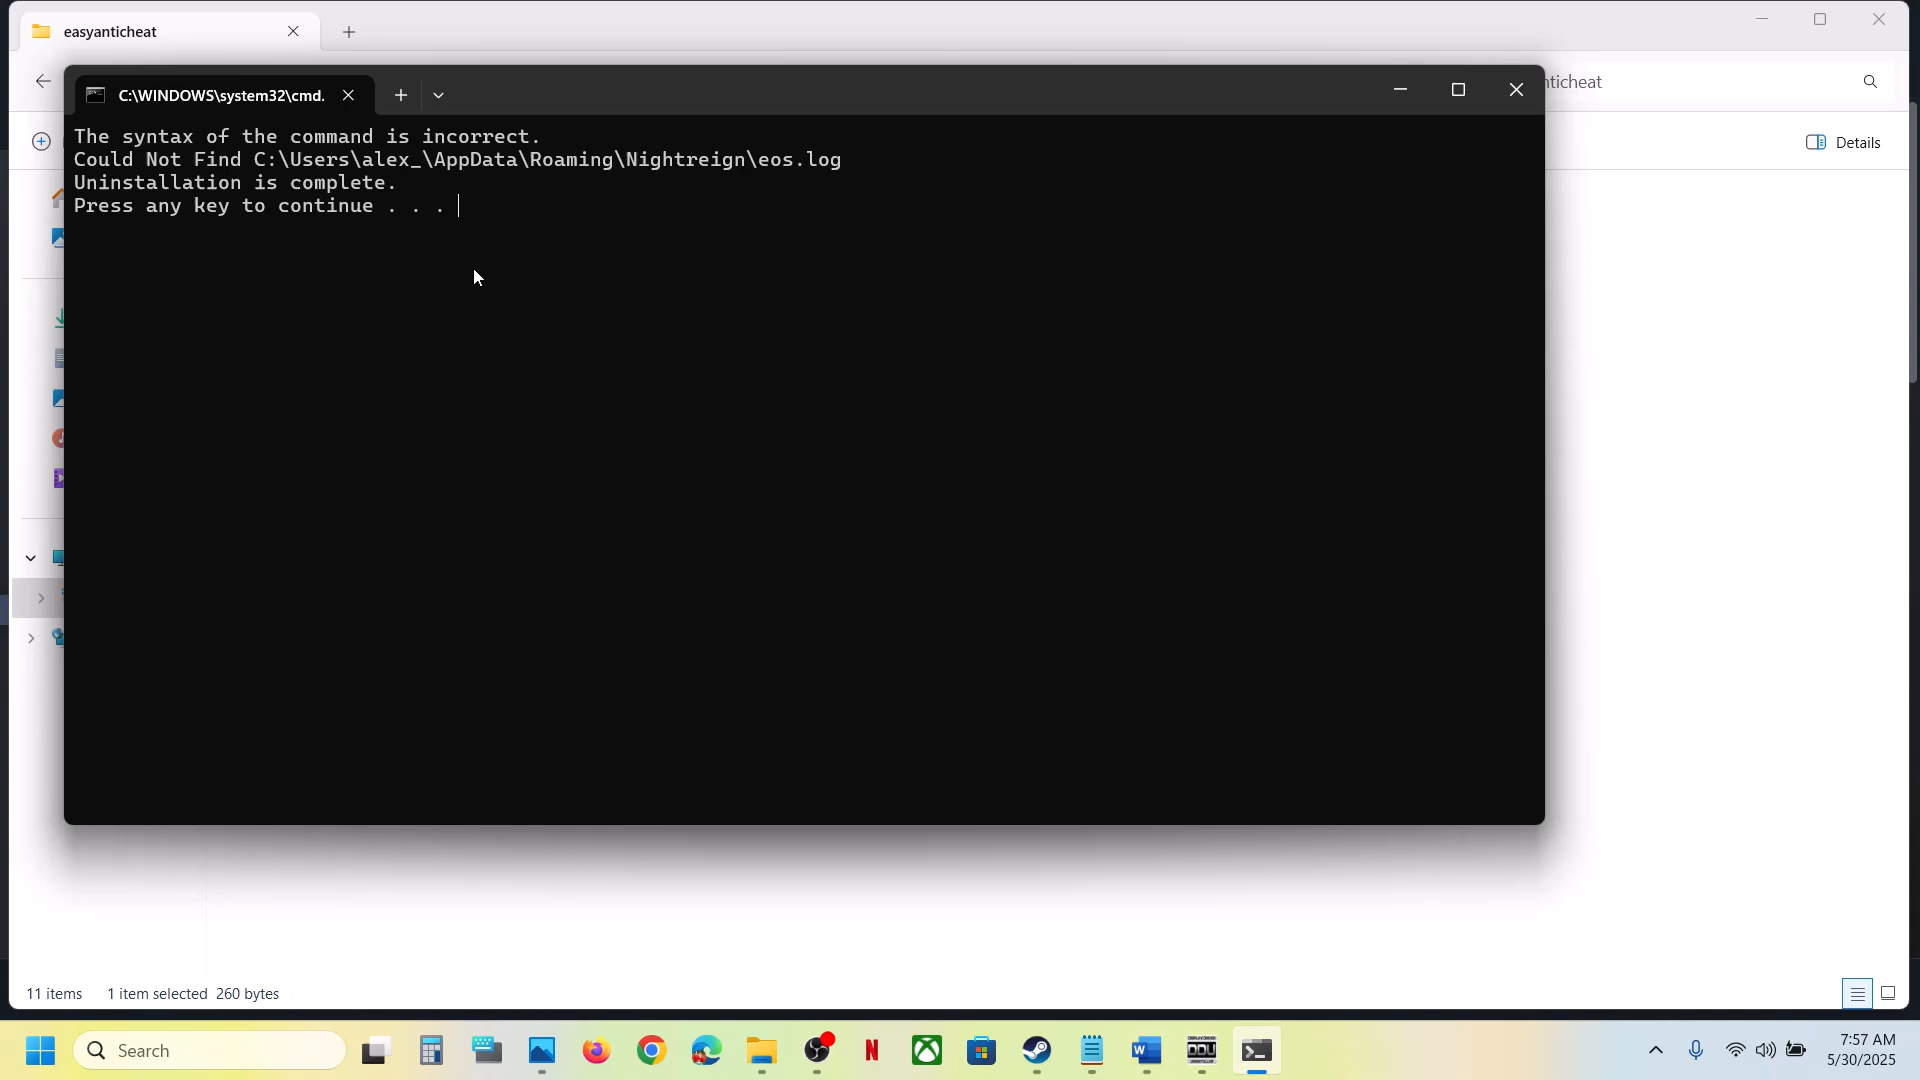 easyanticheat
nticheat
C:\WINDOWS\system32\cmd.
Details
The syntax of the command is incorrect.
Could Not Find C:\Users\alex_\AppData\Roaming\Nightreign\eos.log
Uninstallation is complete.
Press any key to continue . . .
11 items 1 item selected 260 bytes
Search
DDU
7:57 AM
5/30/2025